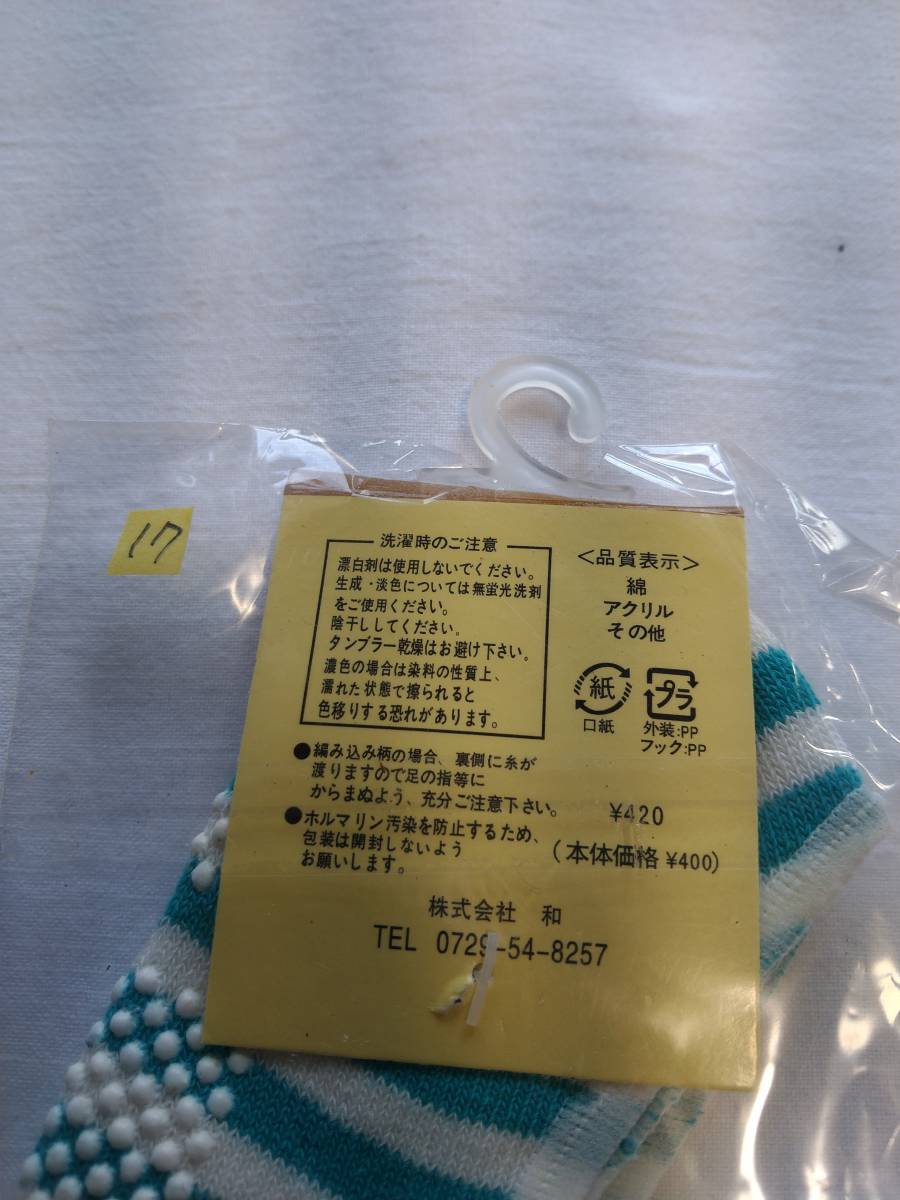 17
洗濯時のご注意
漂白剤は使用しないでください。
生成・淡色については無蛍光洗剤
をご使用ください。
陰干ししてください。
タンブラー乾燥はお避け下さい。
濃色の場合は染料の性質上、
濡れた状態で擦られると
色移りする恐れがあります。
●編み込み柄の場合、裏側に糸が
渡りますので足の指等に
からまぬよう、充分ご注意下さい。
●ホルマリン汚染を防止するため、
包装は開封しないよう
お願いします。
＜品質表示＞
綿
アクリル
その他
紙
口紙
プラ
外装:PP
フック:PP
¥420
(本体価格 ¥400)
株式会社 和
TEL 0729-54-8257